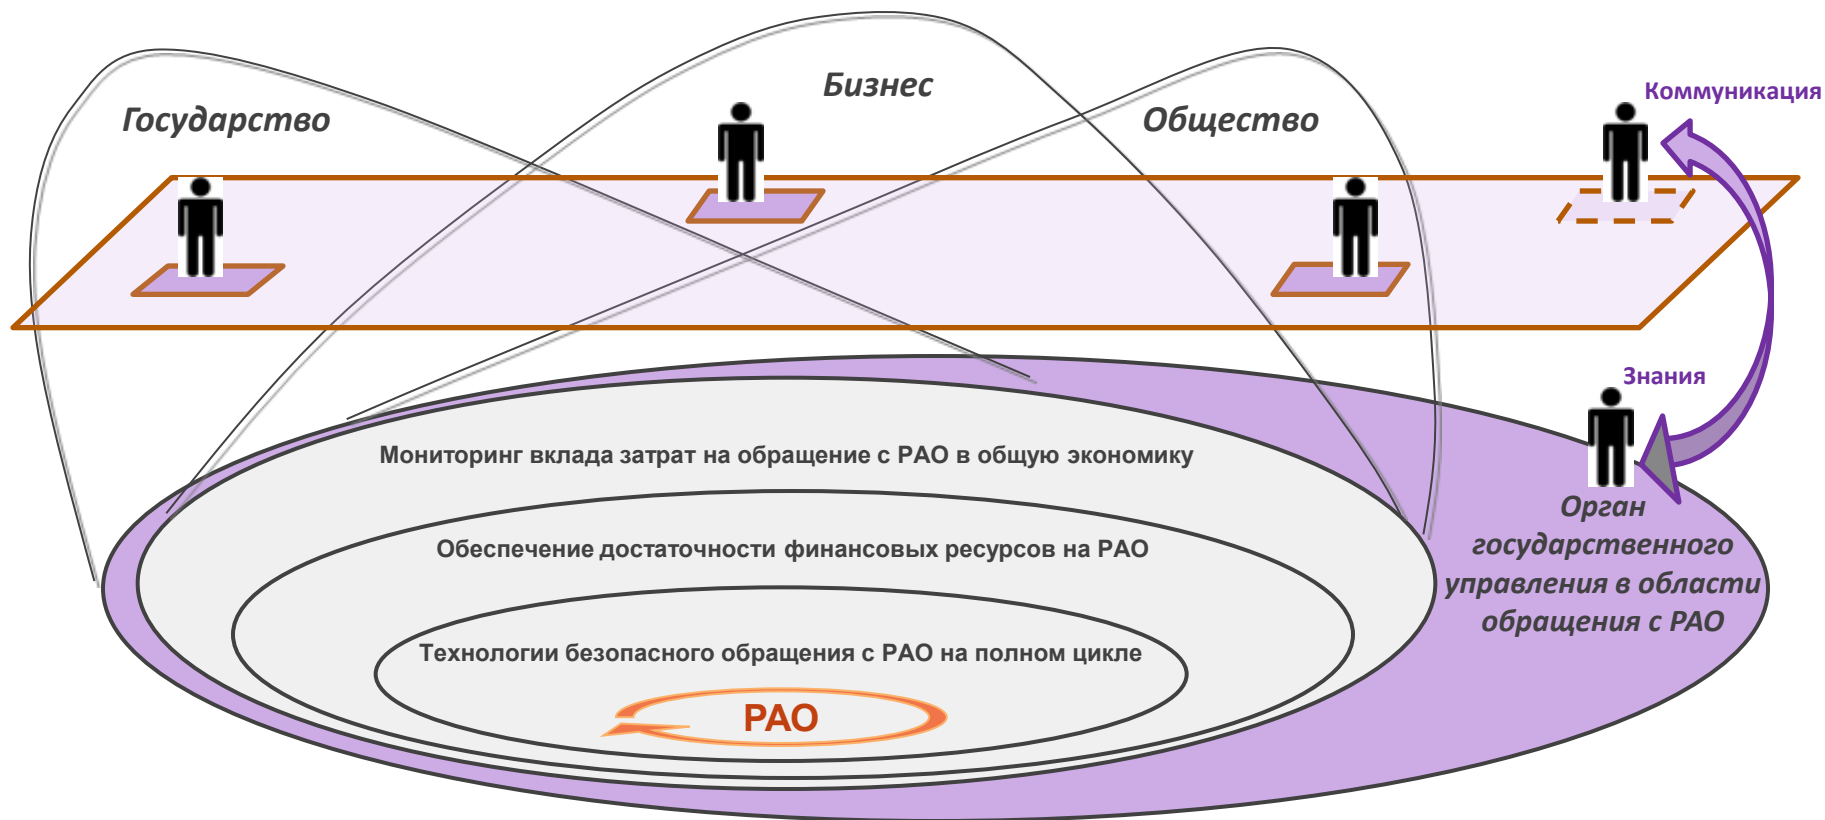 Бизнес
Государство
Общество
Коммуникация
Знания
Мониторинг вклада затрат на обращение с РАО в общую экономику
Обеспечение достаточности финансовых ресурсов на РАО
Технологии безопасного обращения с РАО на полном цикле
РАО
Орган
государственного
управления в области
обращения с РАО